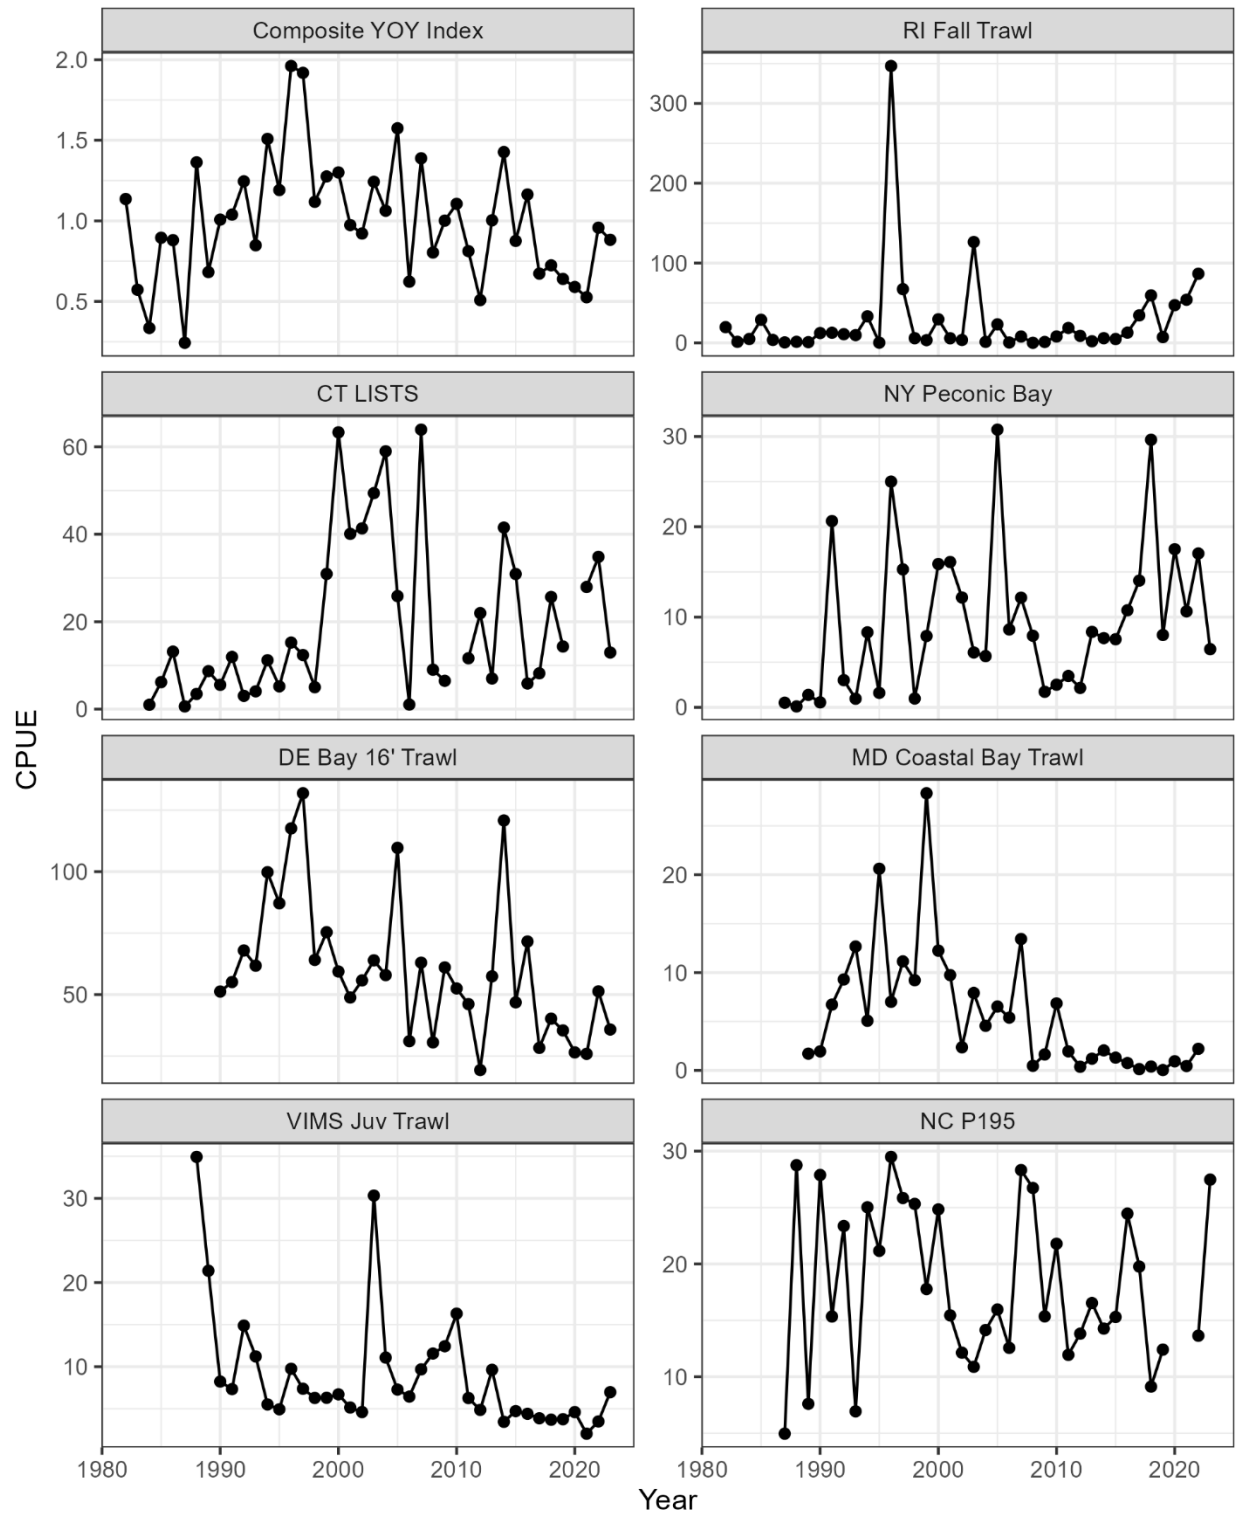 Composite YOY Index
RI Fall Trawl
2.0
1.5
1.0
0.5
300
200
100
0
CT LISTS
NY Peconic Bay
60
40
20
0
30
20
10
0
DE Bay 16' Trawl
MD Coastal Bay Trawl
100
50
20
10
0
VIMS Juv Trawl
NC P195
30
20
10
30
20
10
1980 1990 2000 2010 2020
1980 1990 2000 2010 2020
CPUE
Year